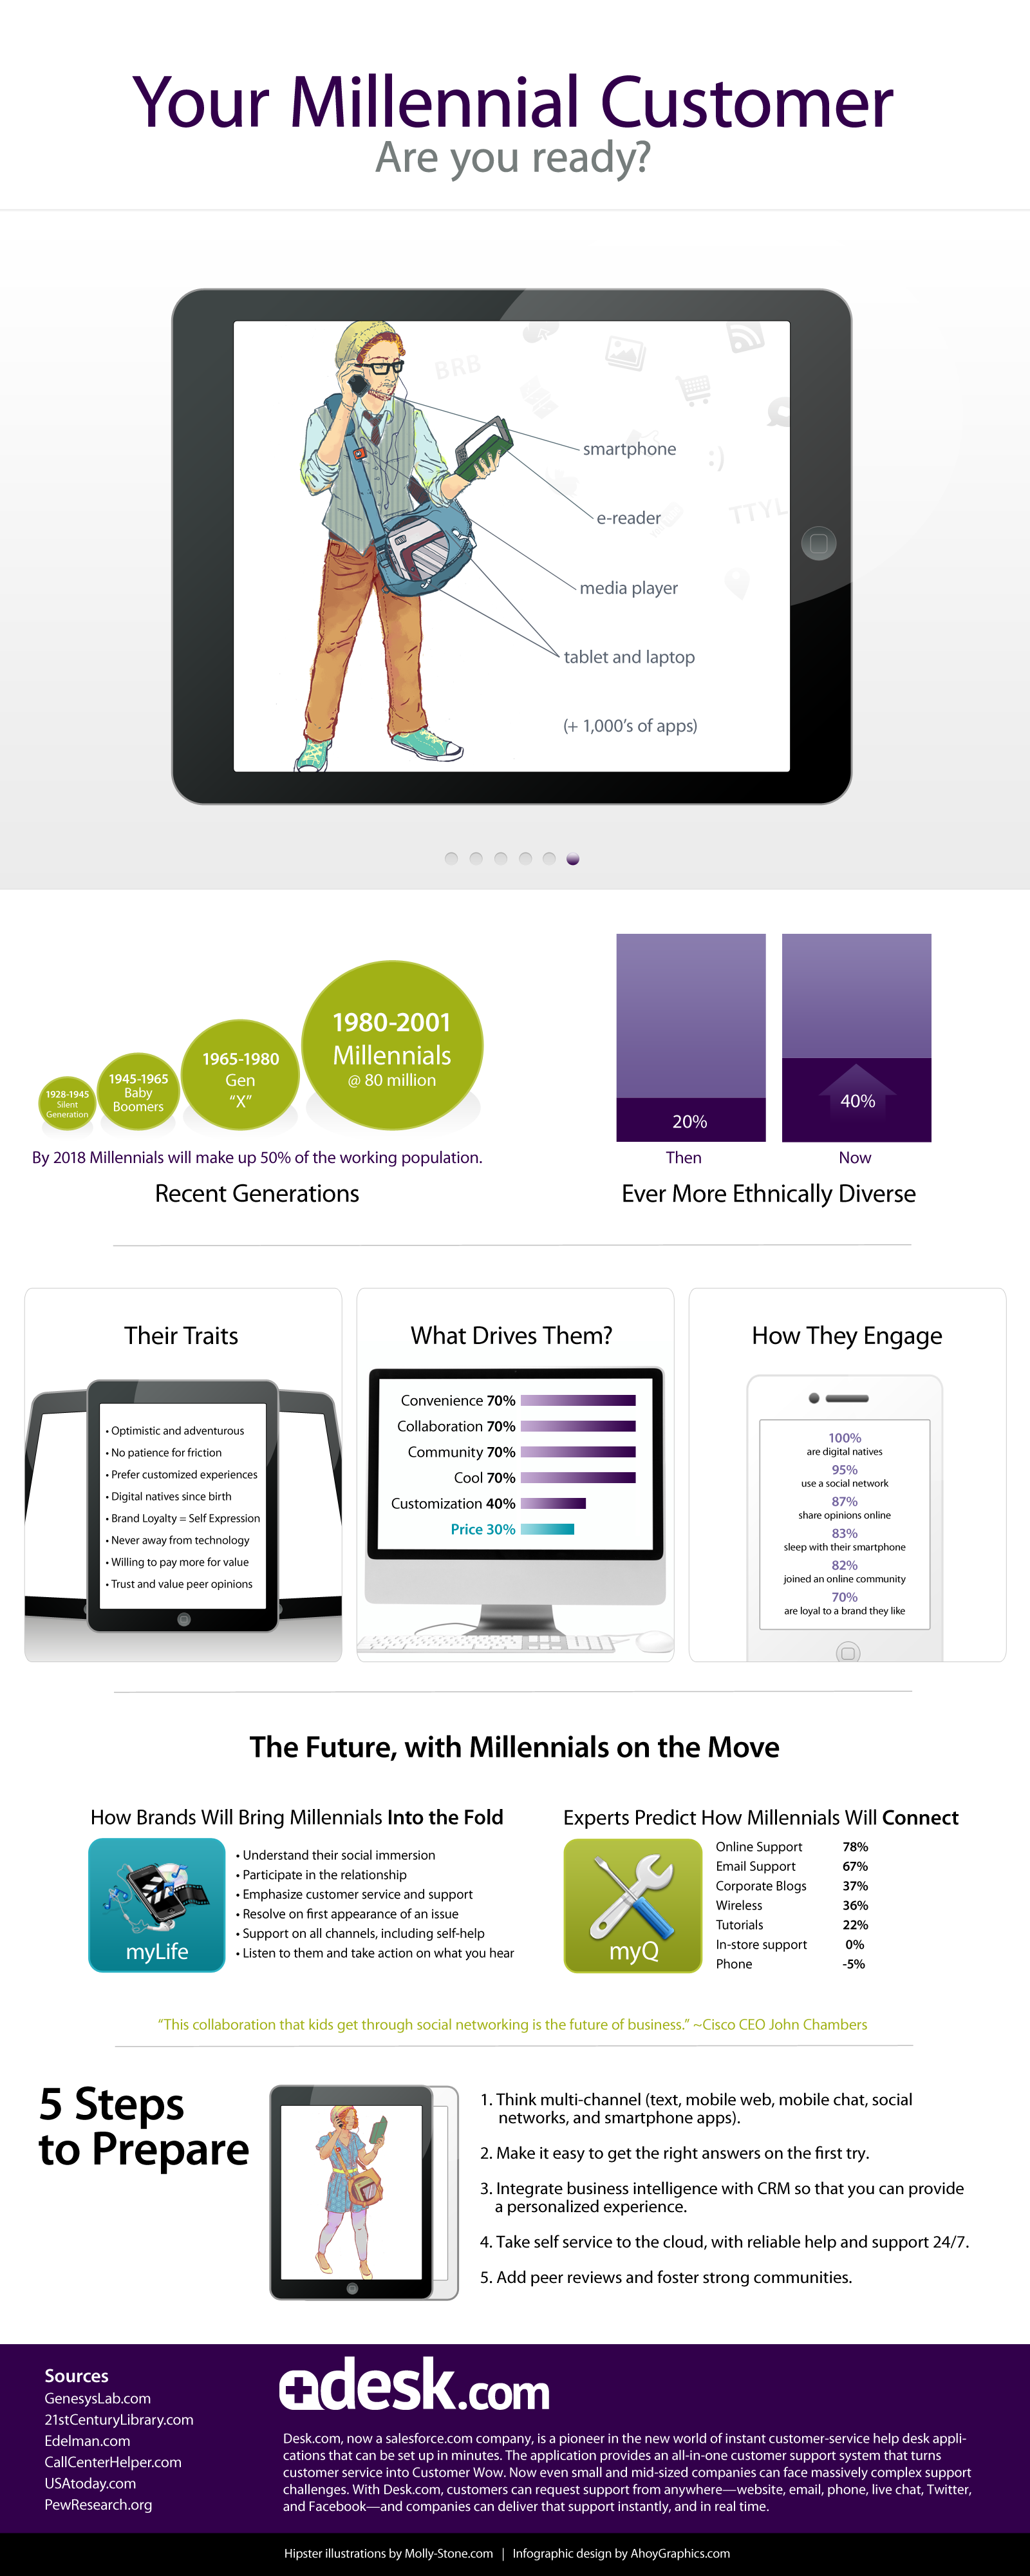 Your Millennial Customer
Are you ready?
BRB
smartphone
:)
e-reader
TTYL
media player
tablet and laptop
(+ 1,000's of apps)
1928-1945
Silent
Generation
1945-1965
Baby
Boomers
1965-1980
Gen
"X"
1980-2001
Millennials
@ 80 million
By 2018 Millennials will make up 50% of the working population.
Recent Generations
20%
Then
40%
Now
Ever More Ethnically Diverse
Their Traits
• Optimistic and adventurous
• No patience for friction
• Prefer customized experiences
• Digital natives since birth
• Brand Loyalty = Self Expression
• Never away from technology
• Willing to pay more for value
• Trust and value peer opinions
What Drives Them?
Convenience 70%
Collaboration 70%
Community 70%
Cool 70%
Customization 40%
Price 30%
How They Engage
100%
are digital natives
95%
use a social network
87%
share opinions online
83%
sleep with their smartphone
82%
joined an online community
70%
are loyal to a brand they like
The Future, with Millennials on the Move
How Brands Will Bring Millennials Into the Fold
myLife
• Understand their social immersion
• Participate in the relationship
• Emphasize customer service and support
• Resolve on first appearance of an issue
• Support on all channels, including self-help
• Listen to them and take action on what you hear
Experts Predict How Millennials Will Connect
myQ
Online Support 78%
Email Support 67%
Corporate Blogs 37%
Wireless 36%
Tutorials 22%
In-store support 0%
Phone -5%
"This collaboration that kids get through social networking is the future of business." ~Cisco CEO John Chambers
5 Steps
to Prepare
1. Think multi-channel (text, mobile web, mobile chat, social
networks, and smartphone apps).
2. Make it easy to get the right answers on the first try.
3. Integrate business intelligence with CRM so that you can provide
a personalized experience.
4. Take self service to the cloud, with reliable help and support 24/7.
5. Add peer reviews and foster strong communities.
Sources
GenesysLab.com
21stCenturyLibrary.com
Edelman.com
CallCenterHelper.com
USAtoday.com
PewResearch.org
desk.com
Desk.com, now a salesforce.com company, is a pioneer in the new world of instant customer-service help desk appli-
cations that can be set up in minutes. The application provides an all-in-one customer support system that turns
customer service into Customer Wow. Now even small and mid-sized companies can face massively complex support
challenges. With Desk.com, customers can request support from anywhere—website, email, phone, live chat, Twitter,
and Facebook—and companies can deliver that support instantly, and in real time.
Hipster illustrations by Molly-Stone.com | Infographic design by AhoyGraphics.com